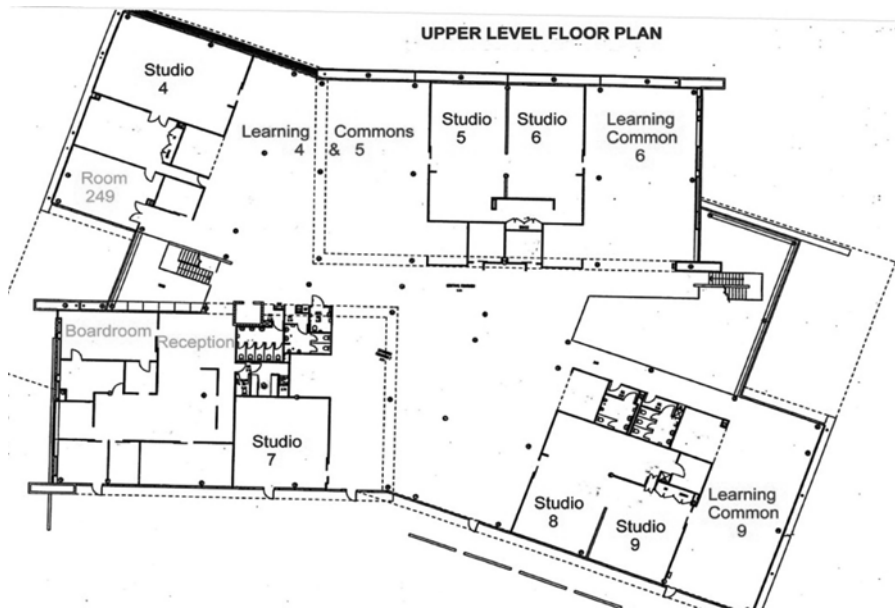 UPPER LEVEL FLOOR PLAN
Studio
4
Learning Commons
4 & 5
Studio
5
Studio
6
Learning
Common
6
Room
249
Boardroom
Reception
Studio
7
Studio
8
Studio
9
Learning
Common
9